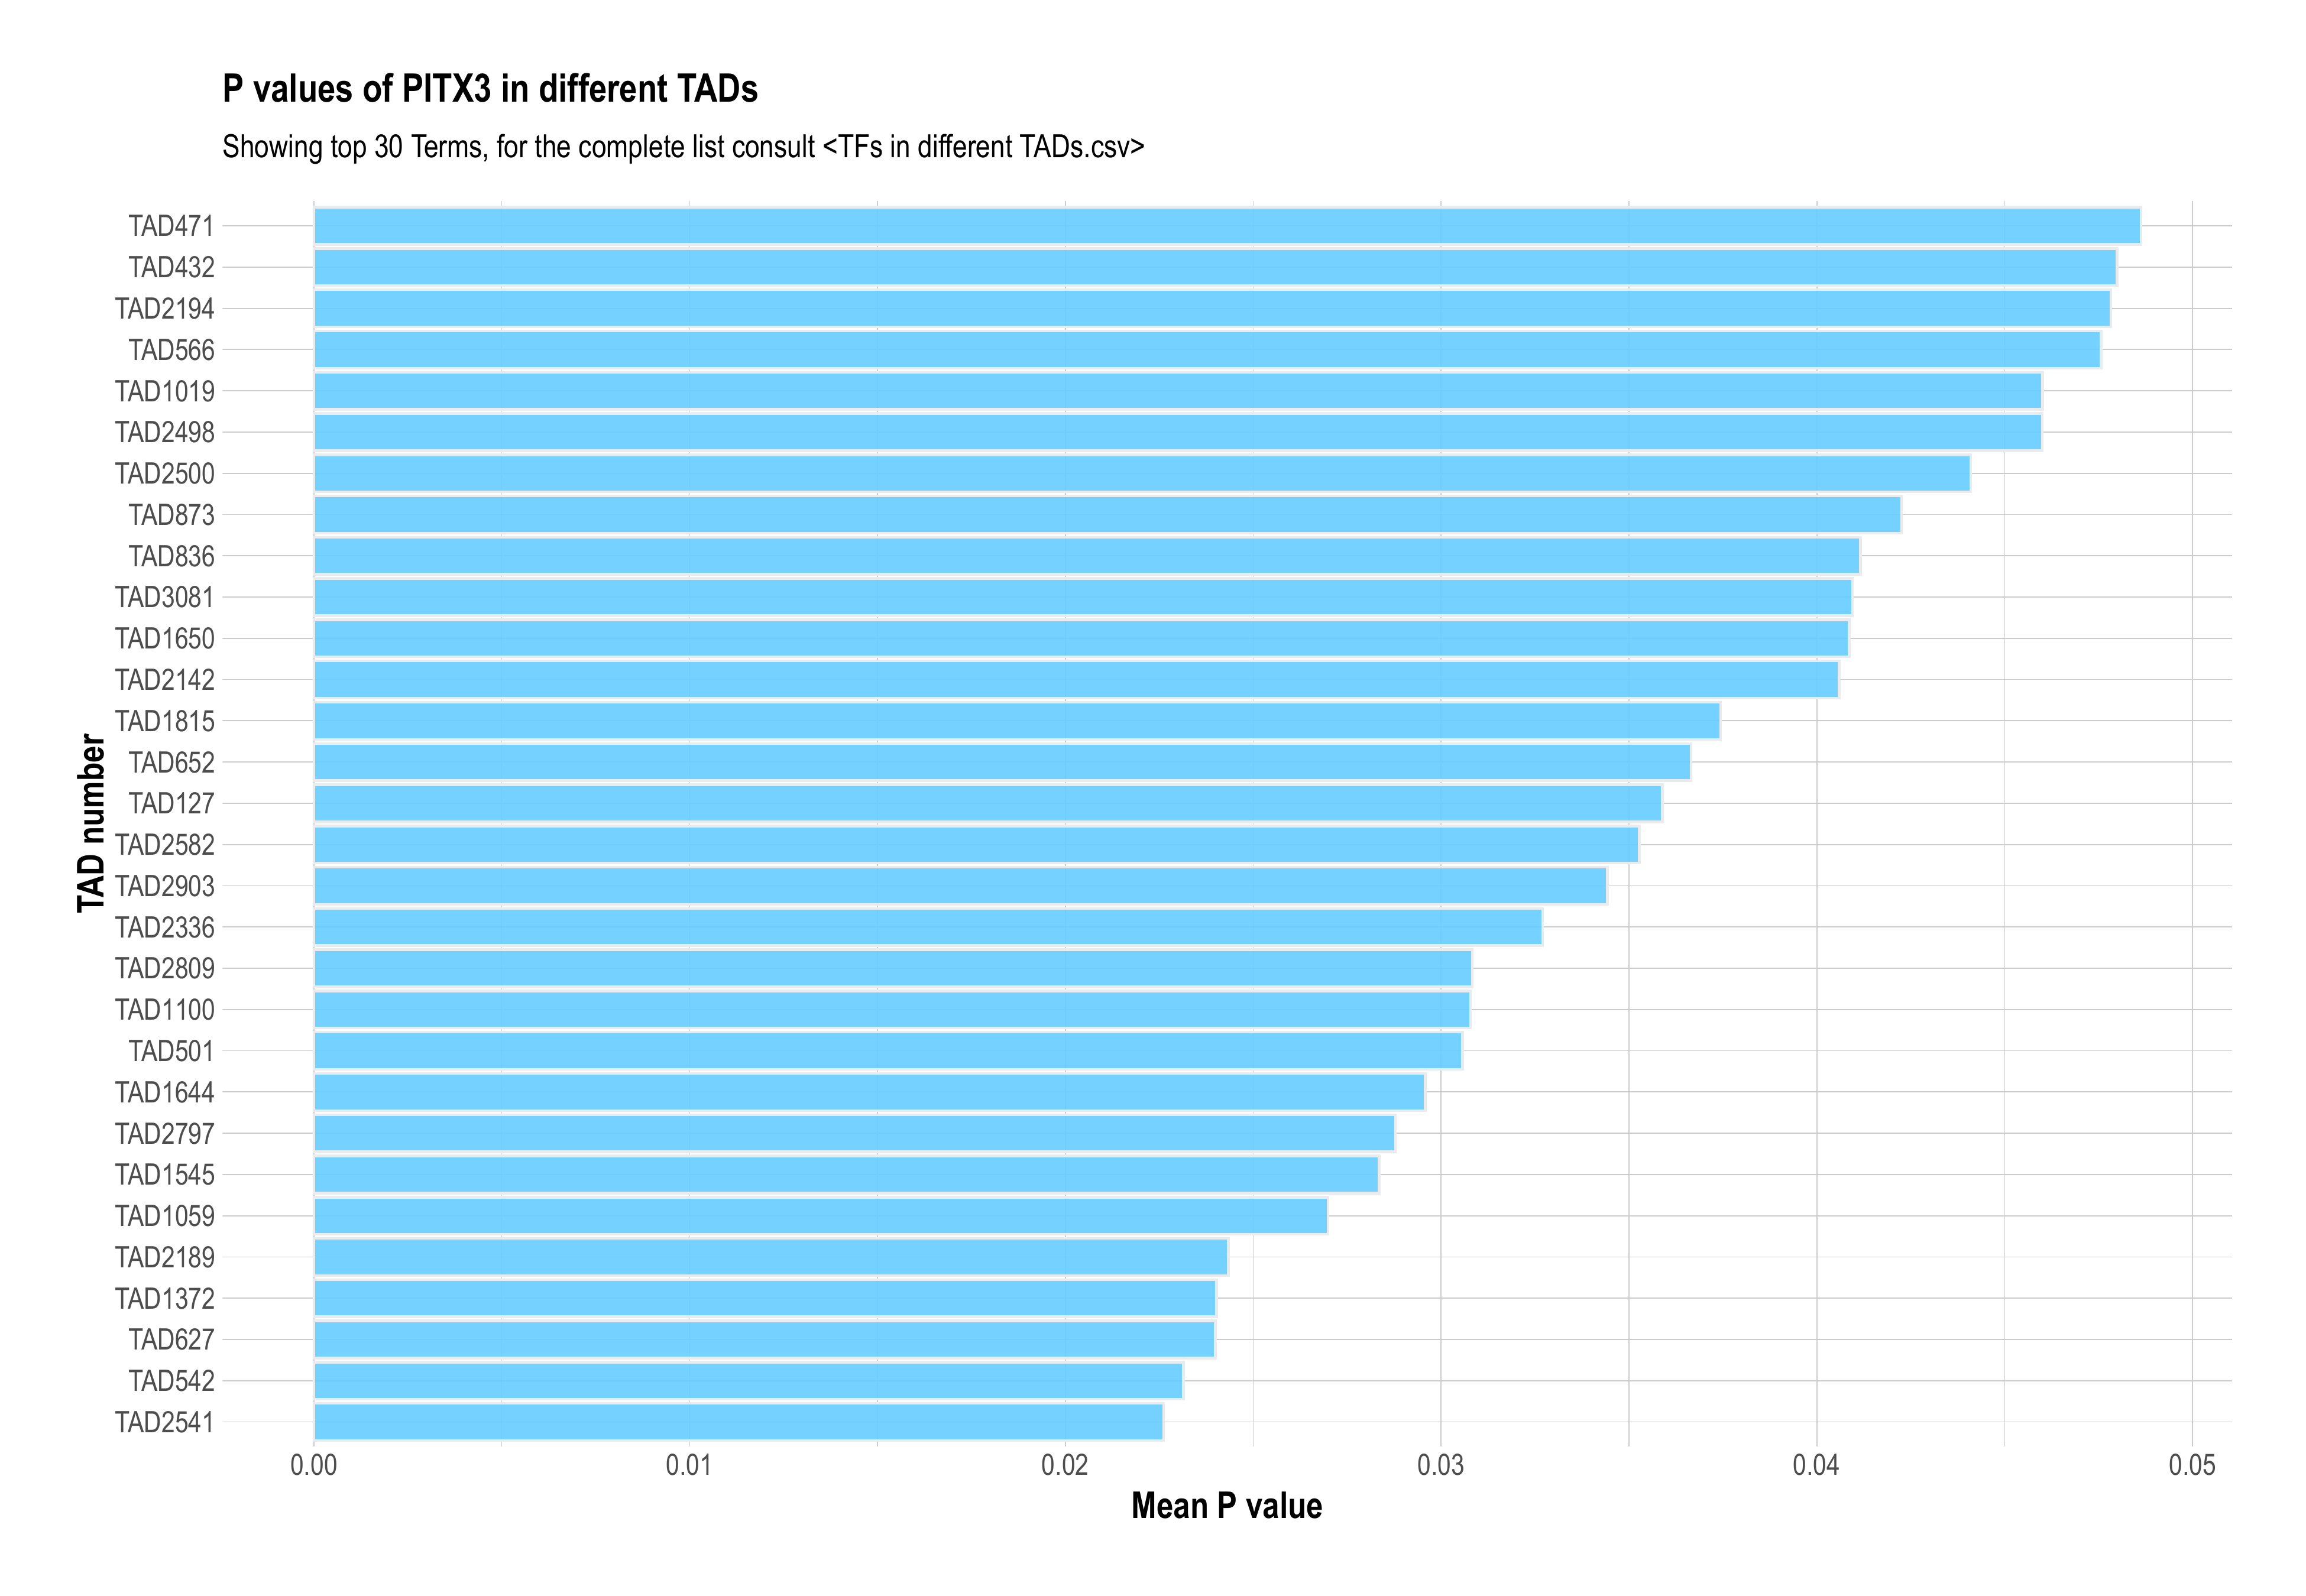 P values of PITX3 in different TADs
Showing top 30 Terms, for the complete list consult <TFs in different TADs.csv>
TAD number
TAD471
TAD432
TAD2194
TAD566
TAD1019
TAD2498
TAD2500
TAD873
TAD836
TAD3081
TAD1650
TAD2142
TAD1815
TAD652
TAD127
TAD2582
TAD2903
TAD2336
TAD2809
TAD1100
TAD501
TAD1644
TAD2797
TAD1545
TAD1059
TAD2189
TAD1372
TAD627
TAD542
TAD2541
0.00 0.01 0.02 0.03 0.04 0.05
Mean P value